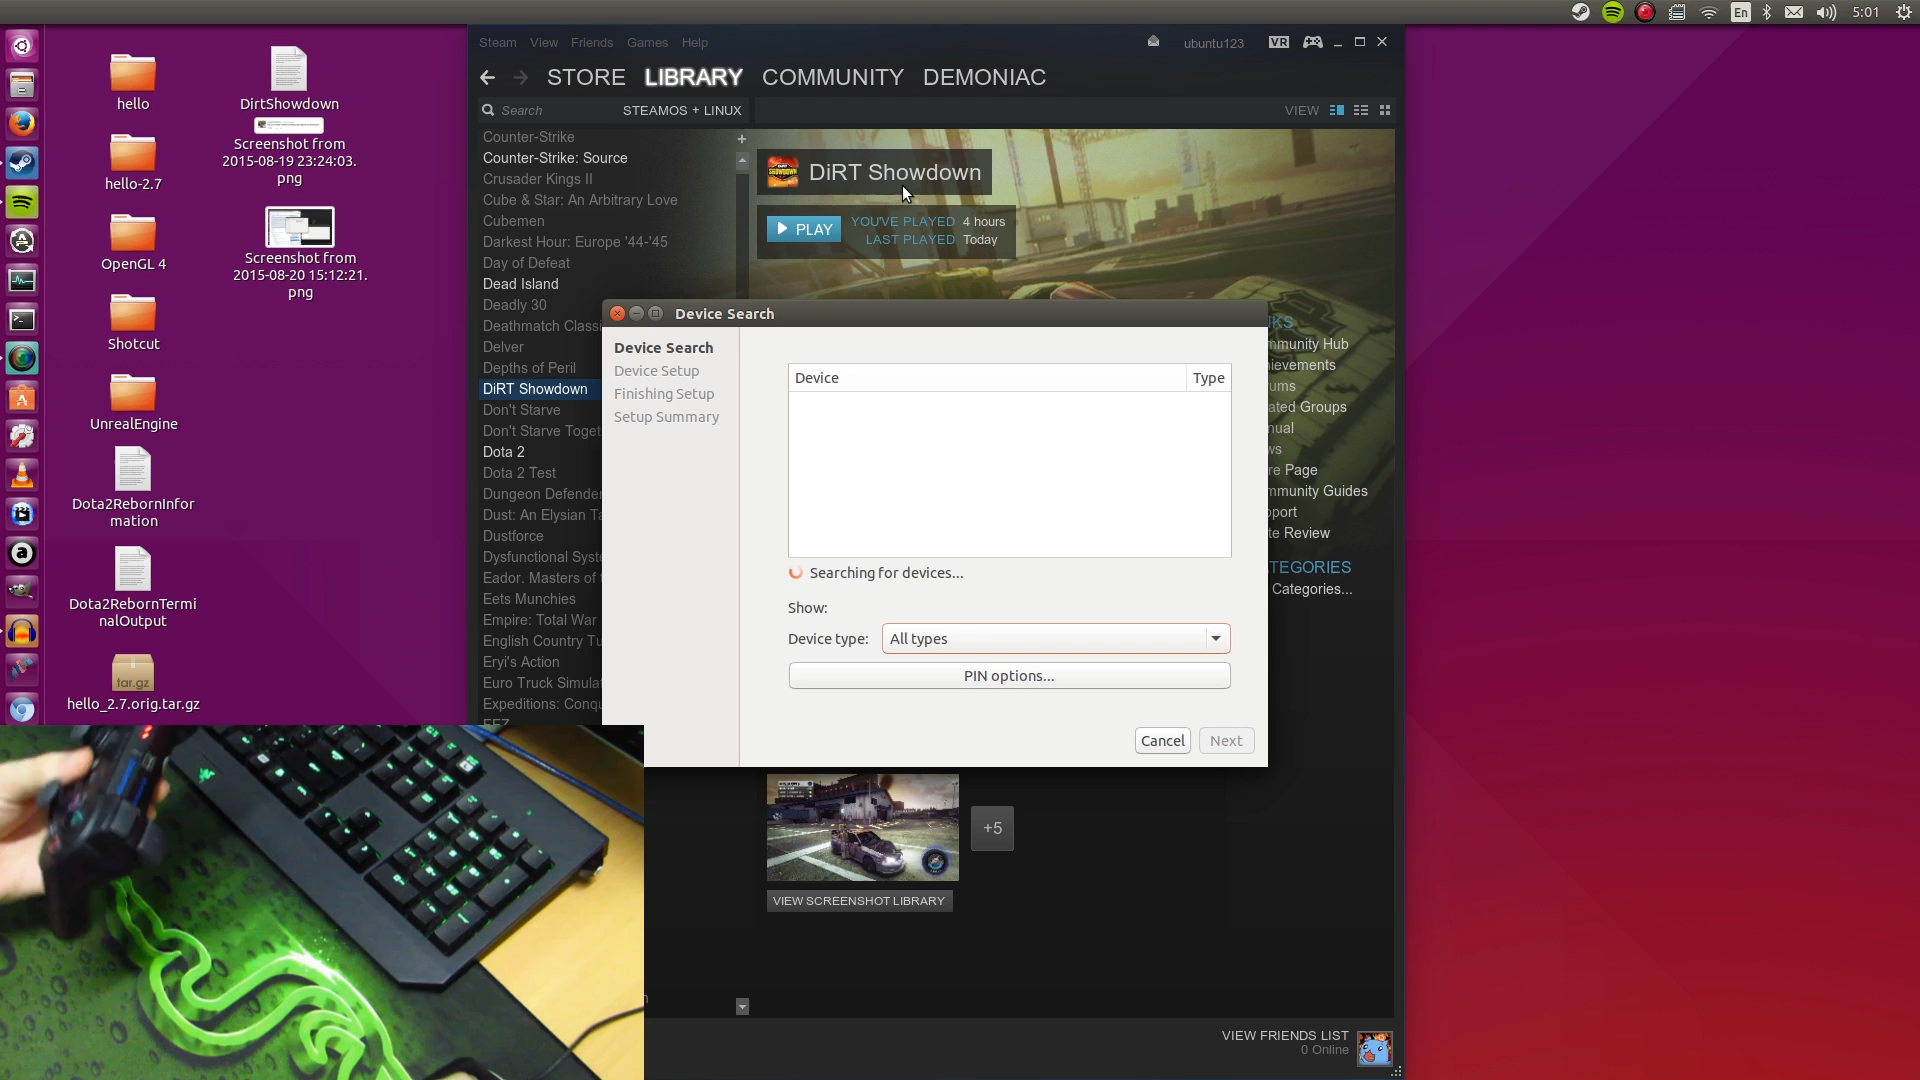 En
5:01
hello
hello-2.7
OpenGL 4
Shotcut
UnrealEngine
Dota2RebornInfor
mation
Dota2RebornTermi
nalOutput
tar.gz
hello_2.7.orig.tar.gz
DirtShowdown
Screenshot from
2015-08-19 23:24:03.
png
Screenshot from
2015-08-20 15:12:21.
png
Steam View Friends Games Help
ubuntu123
VR
STORE LIBRARY COMMUNITY DEMONIAC
Search
STEAMOS + LINUX
VIEW
Counter-Strike
Counter-Strike: Source
Crusader Kings II
Cube & Star: An Arbitrary Love
Cubemen
Darkest Hour: Europe '44-'45
Day of Defeat
Dead Island
Deadly 30
Deathmatch Classi
Delver
Depths of Peril
DiRT Showdown
Don't Starve
Don't Starve Toget
Dota 2
Dota 2 Test
Dungeon Defender
Dust: An Elysian Ta
Dustforce
Dysfunctional Syste
Eador. Masters of
Eets Munchies
Empire: Total War
English Country Tu
Eryi's Action
Euro Truck Simulat
Expeditions: Conqu
DiRT Showdown
PLAY
YOU'VE PLAYED 4 hours
LAST PLAYED Today
Device Search
Device Search
Device Setup
Finishing Setup
Setup Summary
Device Type
Searching for devices...
Show:
Device type: All types
PIN options...
Cancel Next
KS
mmunity Hub
ievements
ums
ated Groups
nual
ws
re Page
mmunity Guides
pport
te Review
TEGORIES
Categories...
+5
VIEW SCREENSHOT LIBRARY
VIEW FRIENDS LIST
0 Online